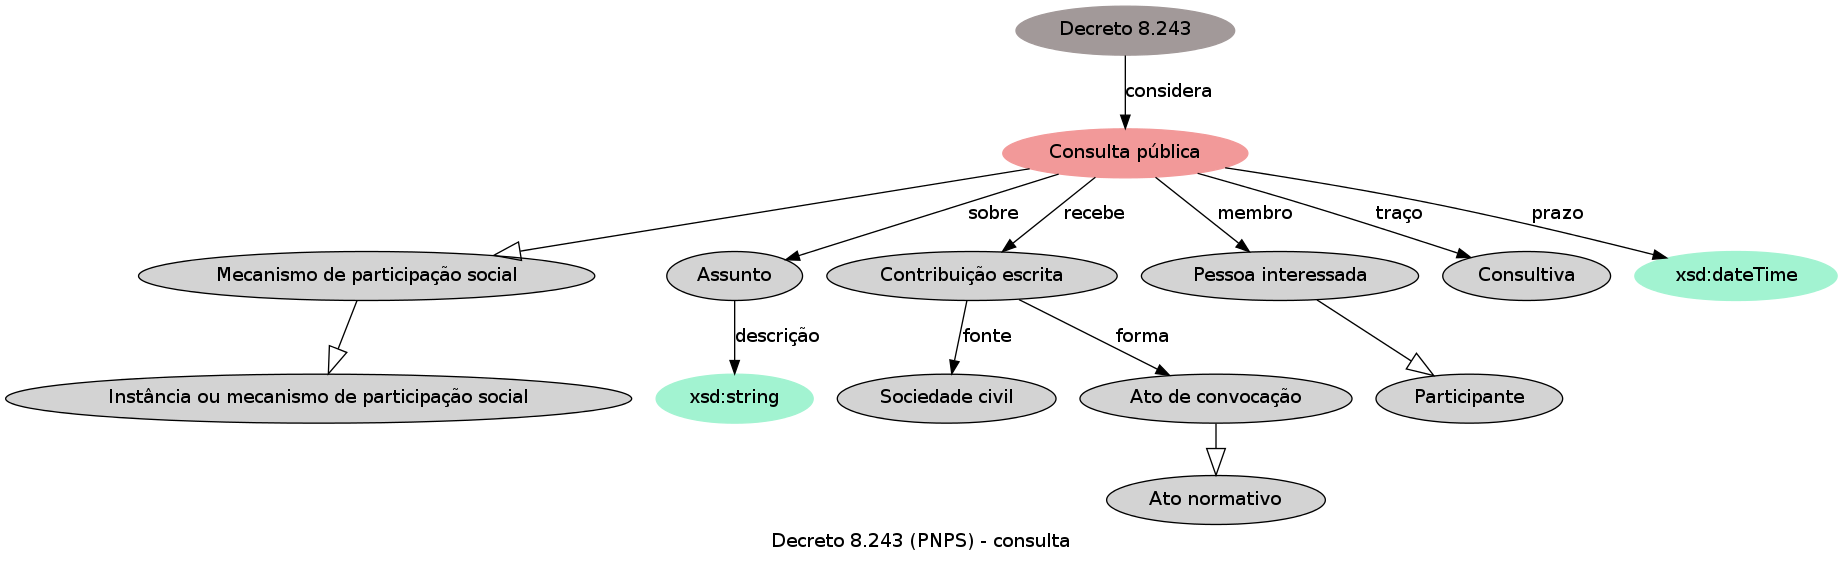 Decreto 8.243
considera
Consulta pública
sobre
recebe
membro
traço
prazo
Mecanismo de participação social
Assunto
Contribuição escrita
Pessoa interessada
Consultiva
xsd:dateTime
descrição
fonte
forma
Instância ou mecanismo de participação social
xsd:string
Sociedade civil
Ato de convocação
Participante
Ato normativo
Decreto 8.243 (PNPS) - consulta